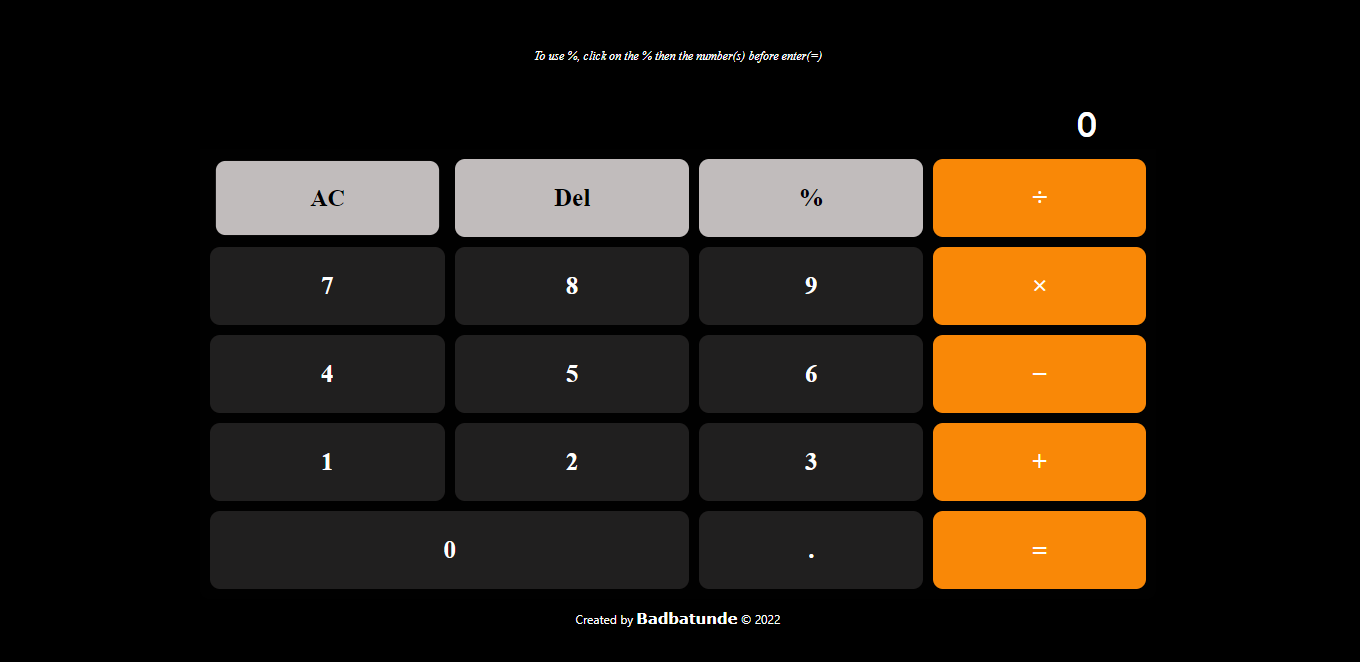 To use %, click on the % then the number(s) before enter(=)
0
AC Del % ÷
7 8 9 ×
4 5 6 −
1 2 3 +
0 . =
Created by Badbatunde © 2022